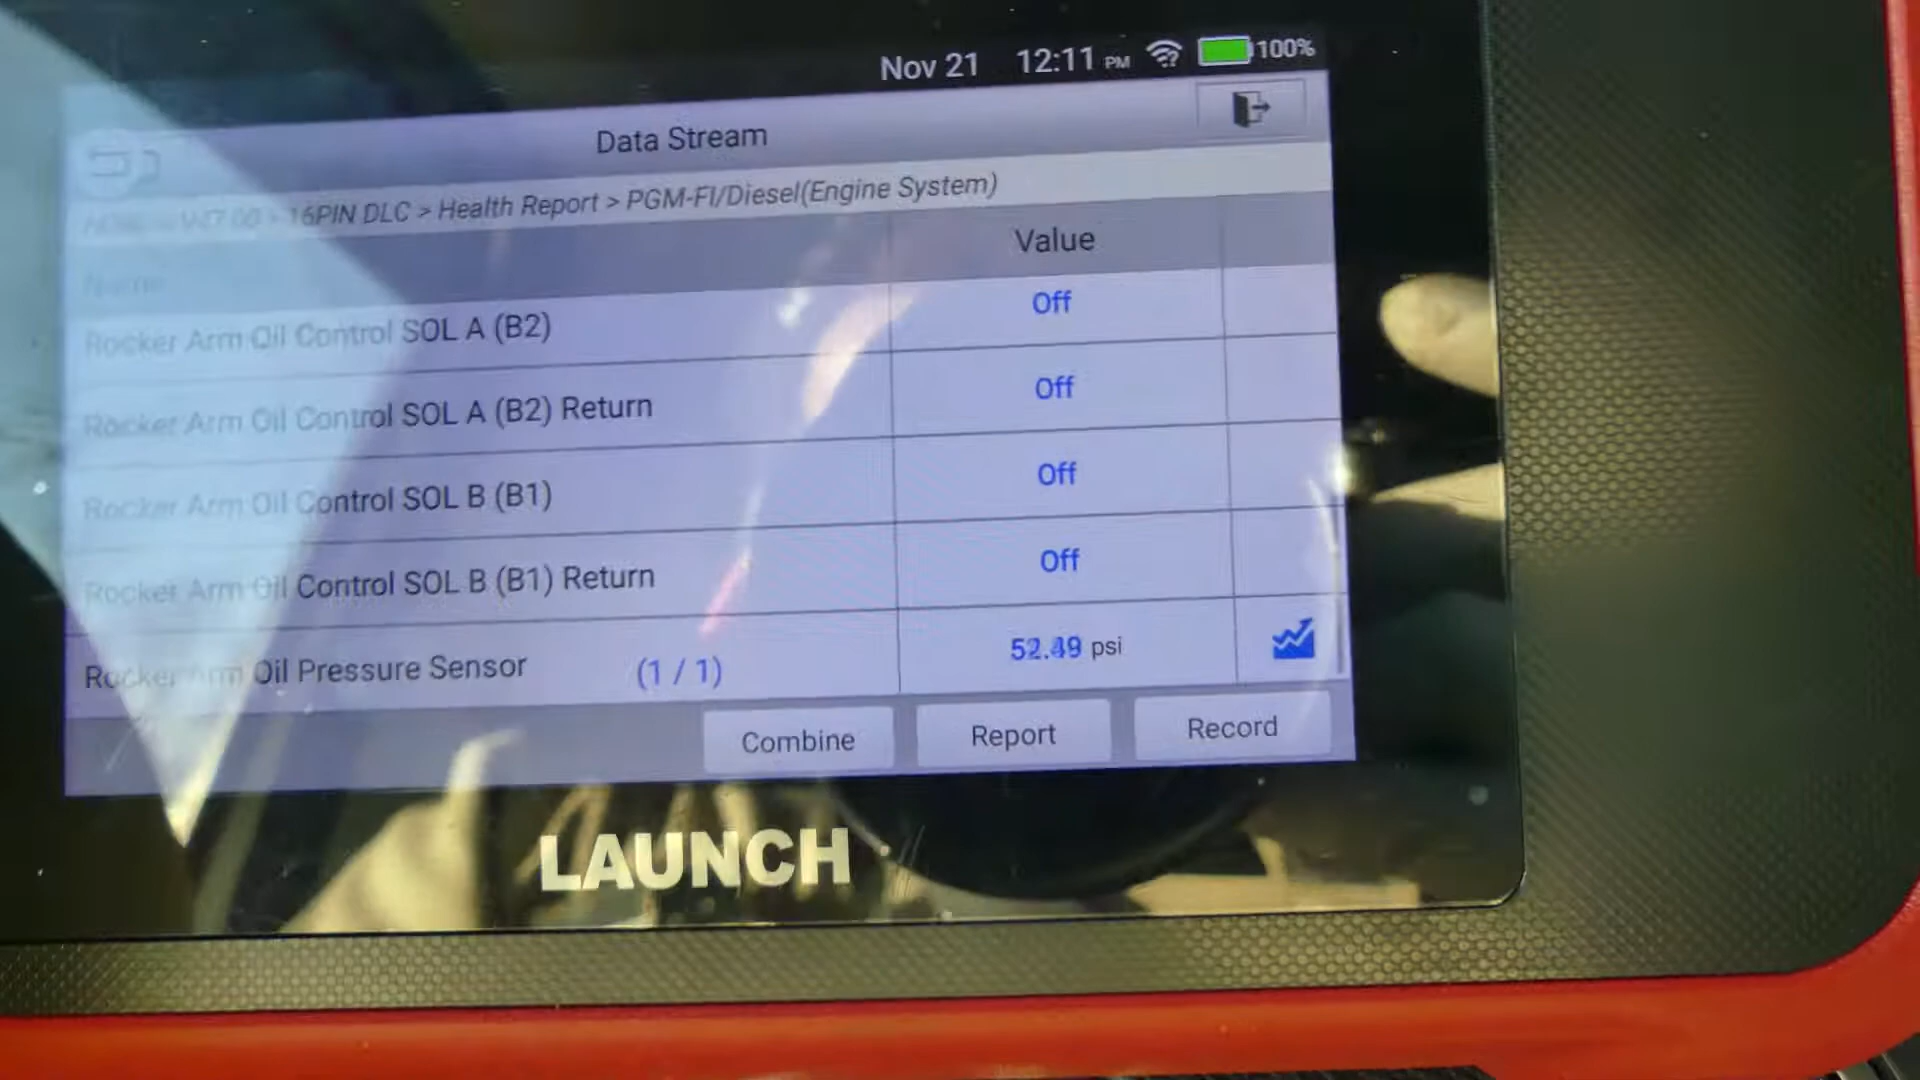 Nov 21 12:11 PM 100%
Data Stream
16PIN DLC > Health Report > PGM-FI/Diesel(Engine System)
Name Value
Rocker Arm Oil Control SOL A (B2) Off
Rocker Arm Oil Control SOL A (B2) Return Off
Rocker Arm Oil Control SOL B (B1) Off
Rocker Arm Oil Control SOL B (B1) Return Off
Rocker Arm Oil Pressure Sensor (1 / 1) psi
Combine Report Record
LAUNCH